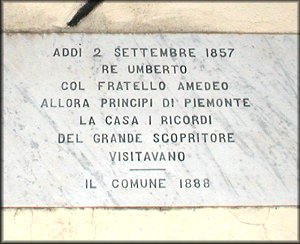 ADDÌ 2 SETTEMBRE 1857
RE UMBERTO
COL FRATELLO AMEDEO
ALLORA PRINCIPI DI PIEMONTE
LA CASA I RICORDI
DEL GRANDE SCOPRITORE
VISITAVANO
IL COMUNE 1888